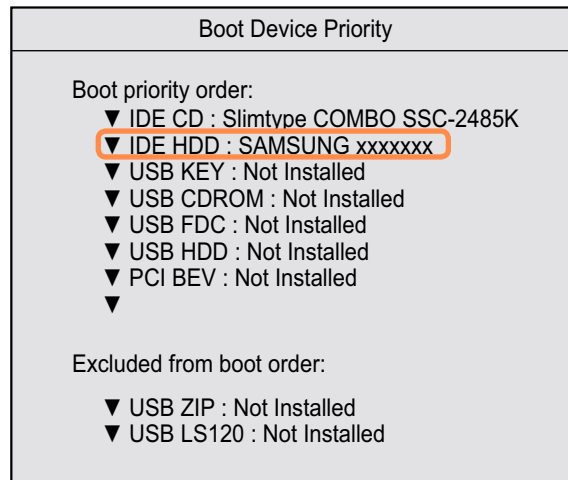 Boot Device Priority
Boot priority order:
▼ IDE CD : Slimtype COMBO SSC-2485K
▼ IDE HDD : SAMSUNG xxxxxxx
▼ USB KEY : Not Installed
▼ USB CDROM : Not Installed
▼ USB FDC : Not Installed
▼ USB HDD : Not Installed
▼ PCI BEV : Not Installed
▼
Excluded from boot order:
▼ USB ZIP : Not Installed
▼ USB LS120 : Not Installed